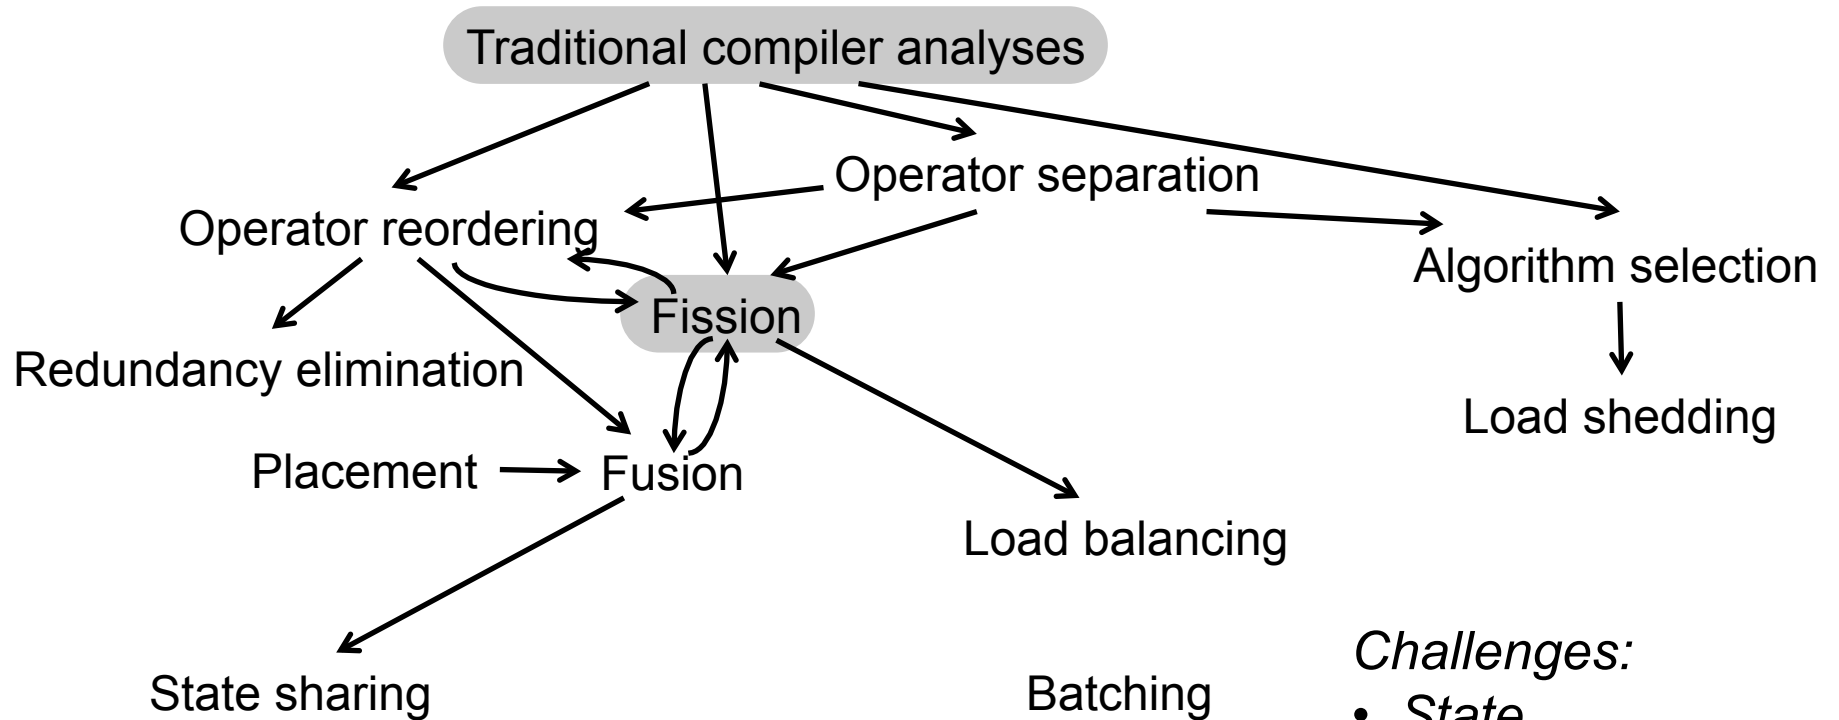 Traditional compiler analyses
Operator separation
Operator reordering
Algorithm selection
Fission
Redundancy elimination
Load shedding
Placement
Fusion
Load balancing
Challenges:
State sharing
Batching
• State